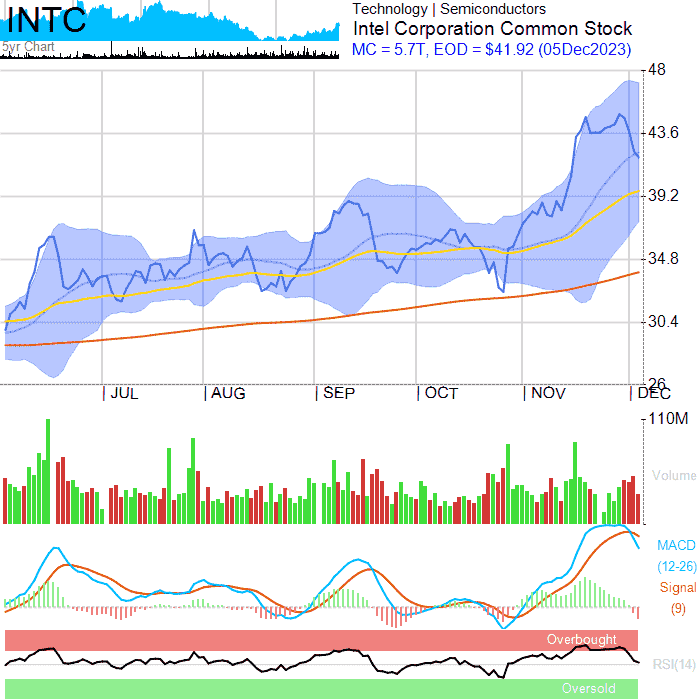 INTC
5yr Chart
Technology | Semiconductors
Intel Corporation Common Stock
MC = 5.7T, EOD = $41.92 (05Dec2023)
48
43.6
39.2
34.8
30.4
26
JUL AUG SEP OCT NOV DEC
110M
Volume
MACD
(12-26)
Signal
(9)
Overbought
RSI(14)
Oversold